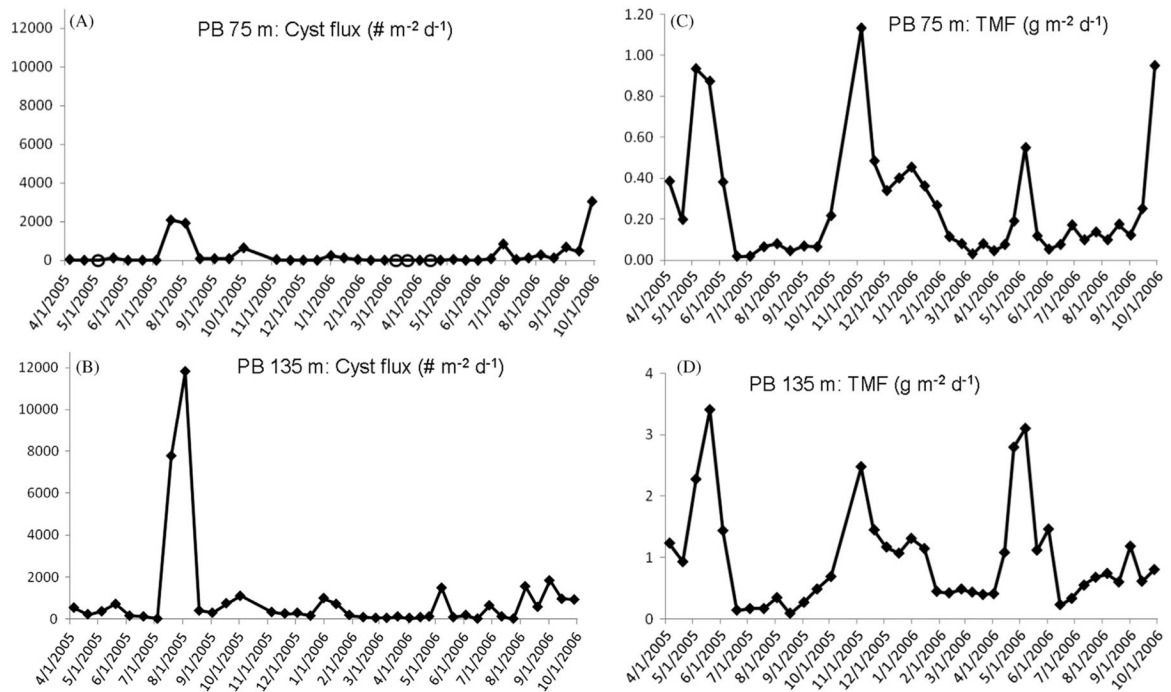 (A)
PB 75 m: Cyst flux (# m⁻² d⁻¹)
12000
10000
8000
6000
4000
2000
0
4/1/2005 5/1/2005 6/1/2005 7/1/2005 8/1/2005 9/1/2005 10/1/2005 11/1/2005 12/1/2005 1/1/2006 2/1/2006 3/1/2006 4/1/2006 5/1/2006 6/1/2006 7/1/2006 8/1/2006 9/1/2006 10/1/2006
(C)
PB 75 m: TMF (g m⁻² d⁻¹)
1.20
1.00
0.80
0.60
0.40
0.20
0.00
4/1/2005 5/1/2005 6/1/2005 7/1/2005 8/1/2005 9/1/2005 10/1/2005 11/1/2005 12/1/2005 1/1/2006 2/1/2006 3/1/2006 4/1/2006 5/1/2006 6/1/2006 7/1/2006 8/1/2006 9/1/2006 10/1/2006
(B)
PB 135 m: Cyst flux (# m⁻² d⁻¹)
12000
10000
8000
6000
4000
2000
0
4/1/2005 5/1/2005 6/1/2005 7/1/2005 8/1/2005 9/1/2005 10/1/2005 11/1/2005 12/1/2005 1/1/2006 2/1/2006 3/1/2006 4/1/2006 5/1/2006 6/1/2006 7/1/2006 8/1/2006 9/1/2006 10/1/2006
(D)
PB 135 m: TMF (g m⁻² d⁻¹)
4
3
2
1
0
4/1/2005 5/1/2005 6/1/2005 7/1/2005 8/1/2005 9/1/2005 10/1/2005 11/1/2005 12/1/2005 1/1/2006 2/1/2006 3/1/2006 4/1/2006 5/1/2006 6/1/2006 7/1/2006 8/1/2006 9/1/2006 10/1/2006